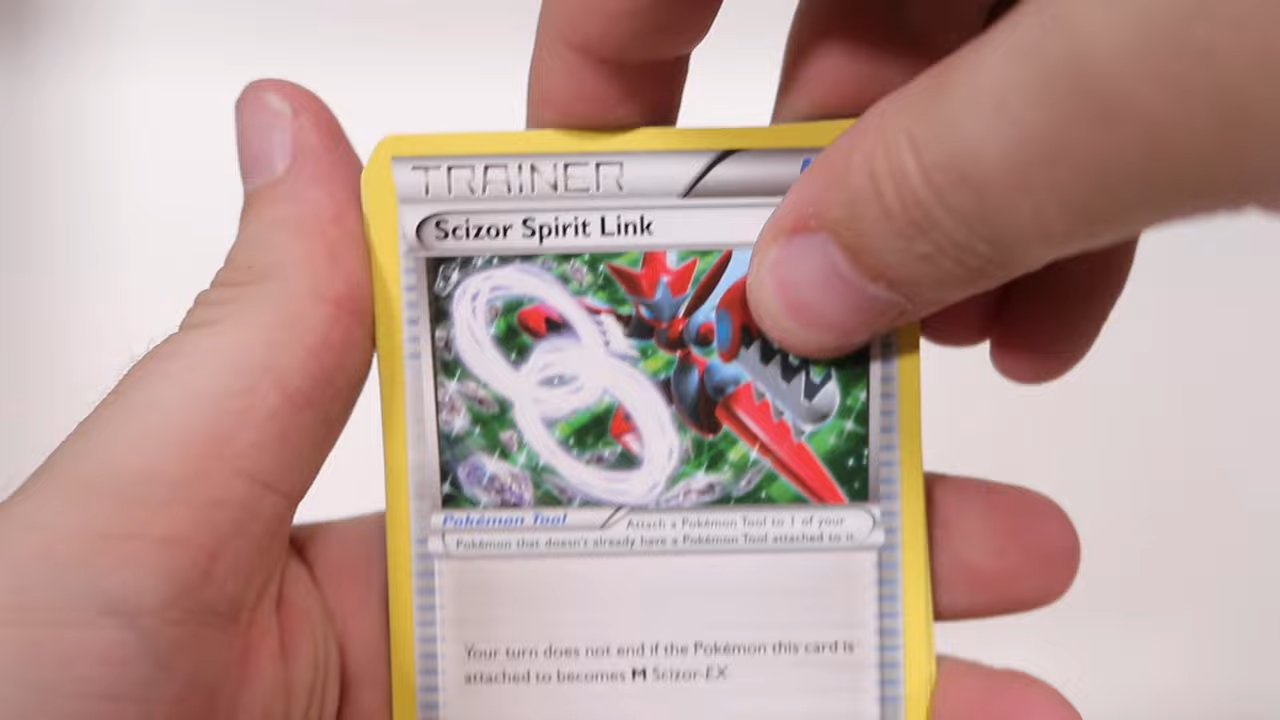 TRAINER
Scizor Spirit Link
Pokémon Tool
Attach a Pokémon Tool to 1 of your
Pokémon that doesn't already have a Pokémon Tool attached to it.
Your turn does not end if the Pokémon this card is
attached to becomes M Scizor-EX.